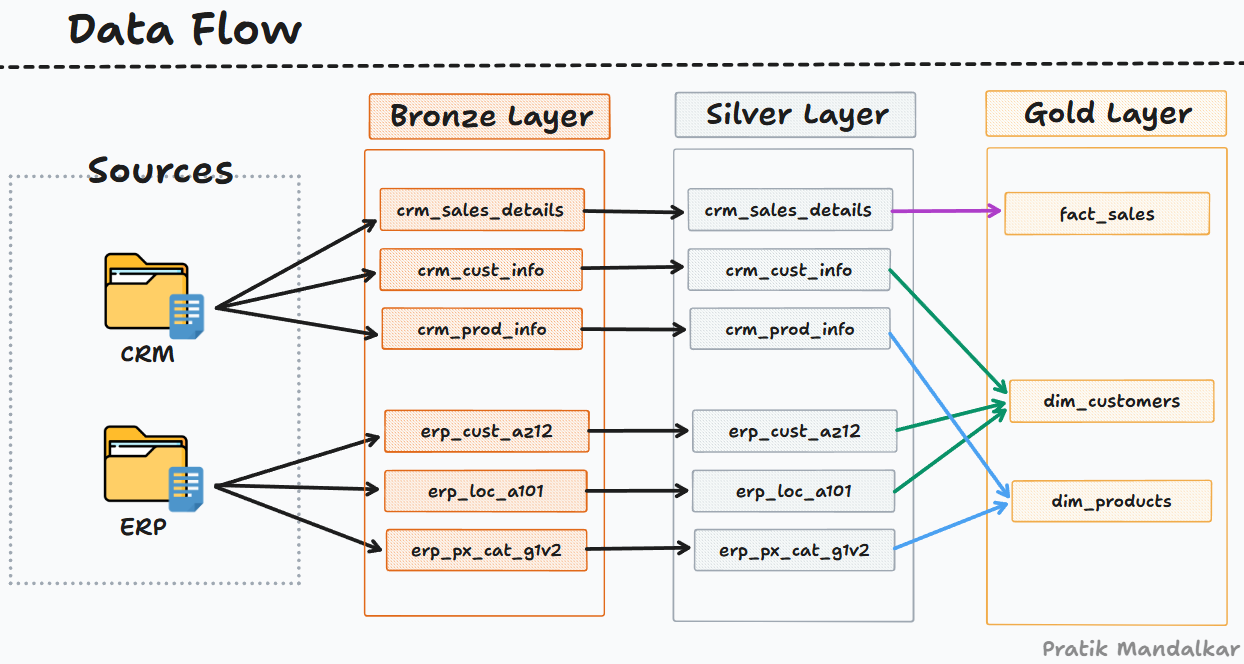 Data Flow
Bronze Layer
Silver Layer
Gold Layer
Sources
crm_sales_details
crm_sales_details
fact_sales
crm_cust_info
crm_cust_info
crm_prod_info
crm_prod_info
CRM
dim_customers
erp_cust_az12
erp_cust_az12
erp_loc_a101
erp_loc_a101
dim_products
ERP
erp_px_cat_g1v2
erp_px_cat_g1v2
Pratik Mandalkar